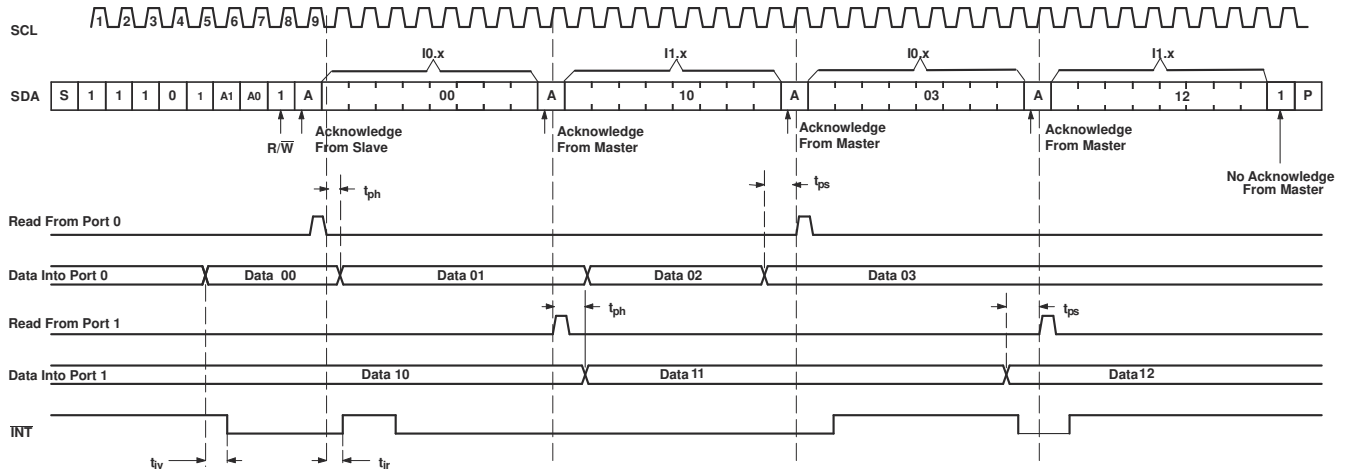 1 2 3 4 5 6 7 8 9
SCL
I0.x I1.x I0.x I1.x
SDA S 1 1 1 0 1 A1 A0 1 A 00 A 10 A 03 A 12 1 P
R/W
Acknowledge
From Slave
Acknowledge
From Master
Acknowledge
From Master
Acknowledge
From Master
No Acknowledge
From Master
tph
tps
Read From Port 0
Data Into Port 0 Data 00 Data 01 Data 02 Data 03
tph
tps
Read From Port 1
Data Into Port 1 Data 10 Data 11 Data12
INT
tiv tir